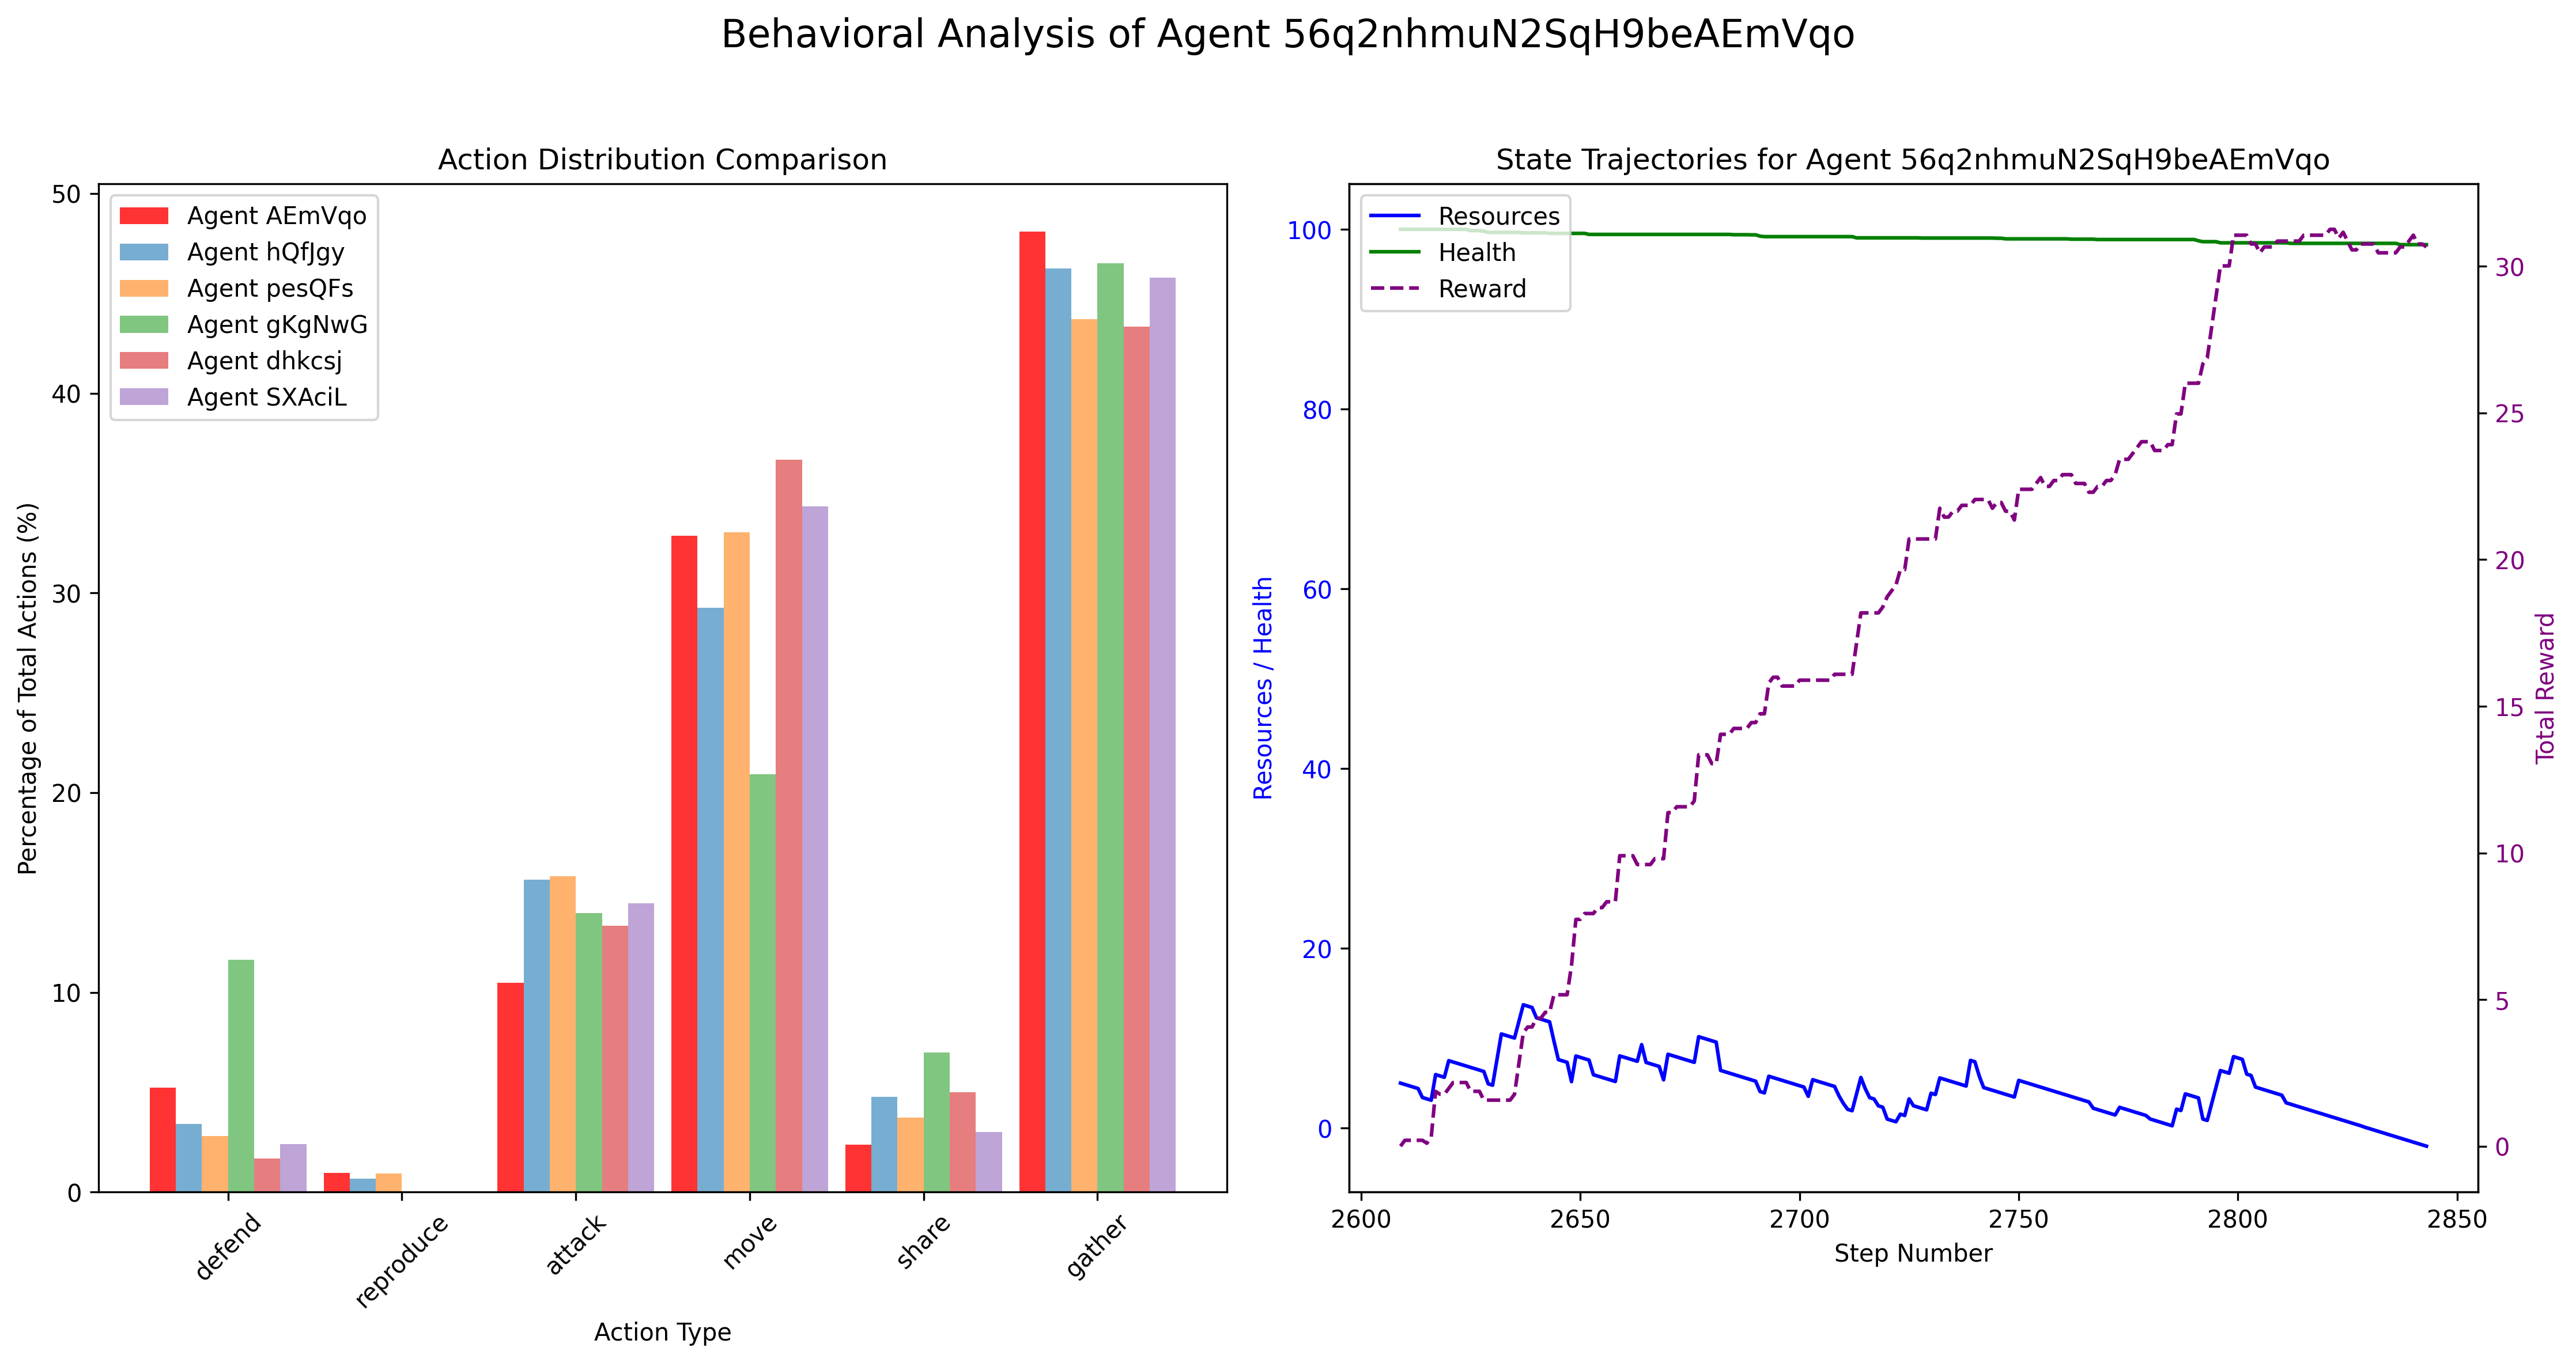 Behavioral Analysis of Agent 56q2nhmuN2SqH9beAEmVqo
Action Distribution Comparison
Agent AEmVqo
Agent hQfJgy
Agent pesQFs
Agent gKgNwG
Agent dhkcsj
Agent SXAciL
Percentage of Total Actions (%)
50
40
30
20
10
0
defend
reproduce
attack
move
share
gather
Action Type
State Trajectories for Agent 56q2nhmuN2SqH9beAEmVqo
Resources
Health
Reward
Resources / Health
100
80
60
40
20
0
2600
2650
2700
2750
2800
2850
Step Number
30
25
20
15
10
5
0
Total Reward